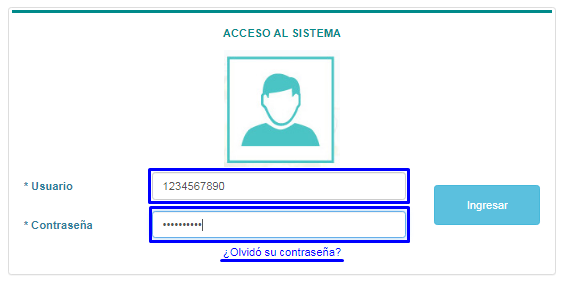 ACCESO AL SISTEMA
* Usuario
1234567890
Ingresar
* Contraseña
••••••••••
¿Olvidó su contraseña?